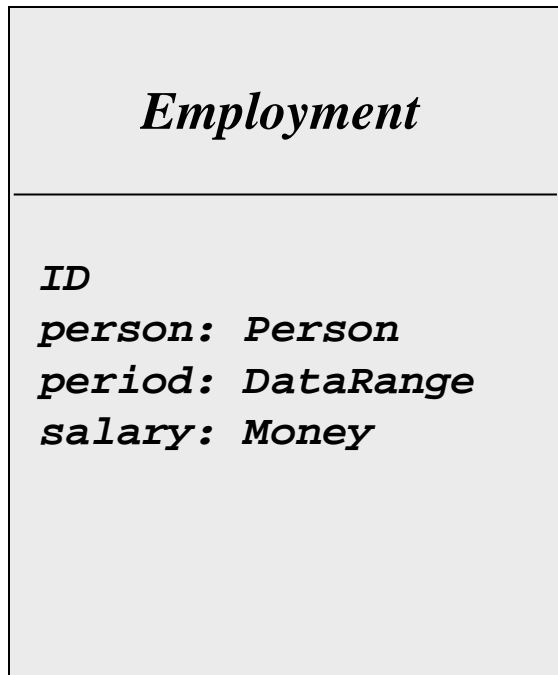 Employment
ID
person: Person
period: DataRange
salary: Money